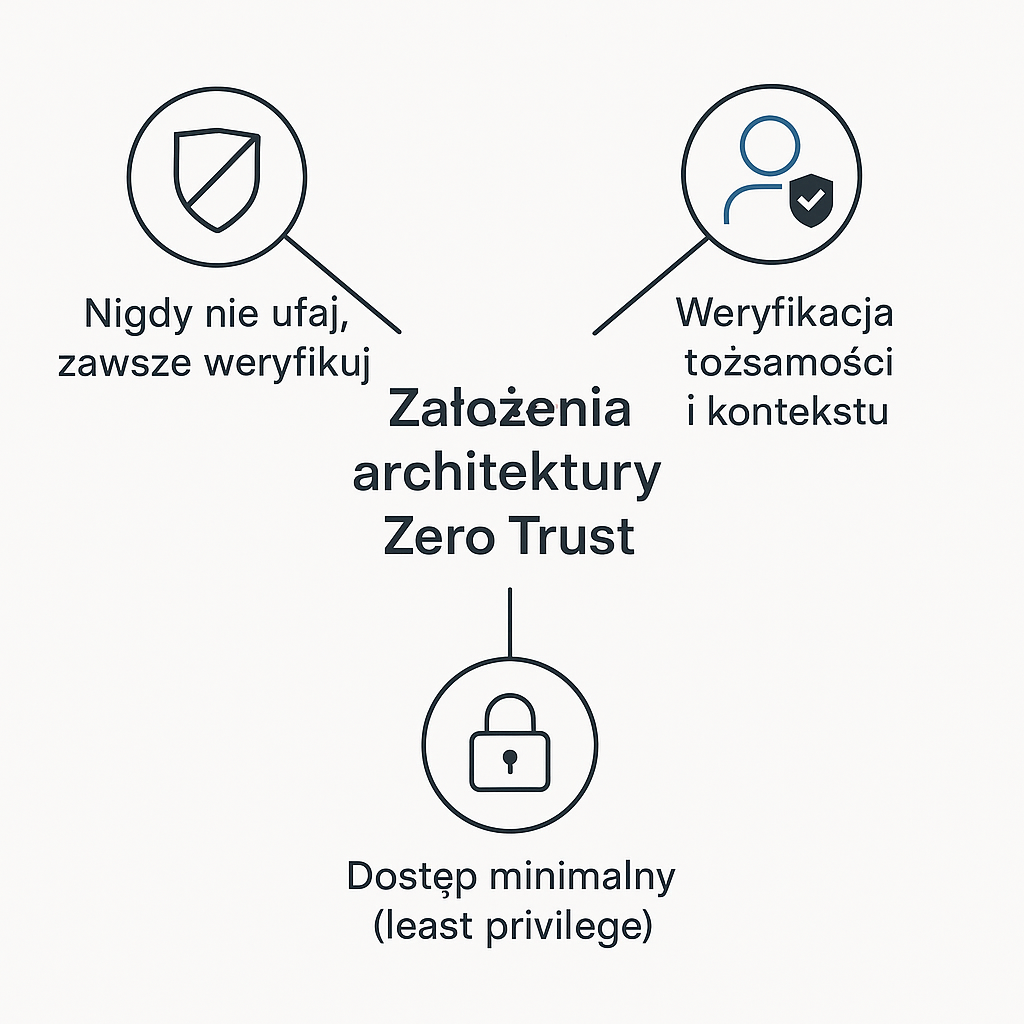 Nigdy nie ufaj,
zawsze weryfikuj
Weryfikacja
tożsamości
i kontekstu
Założenia
architektury
Zero Trust
Dostęp minimalny
(least privilege)